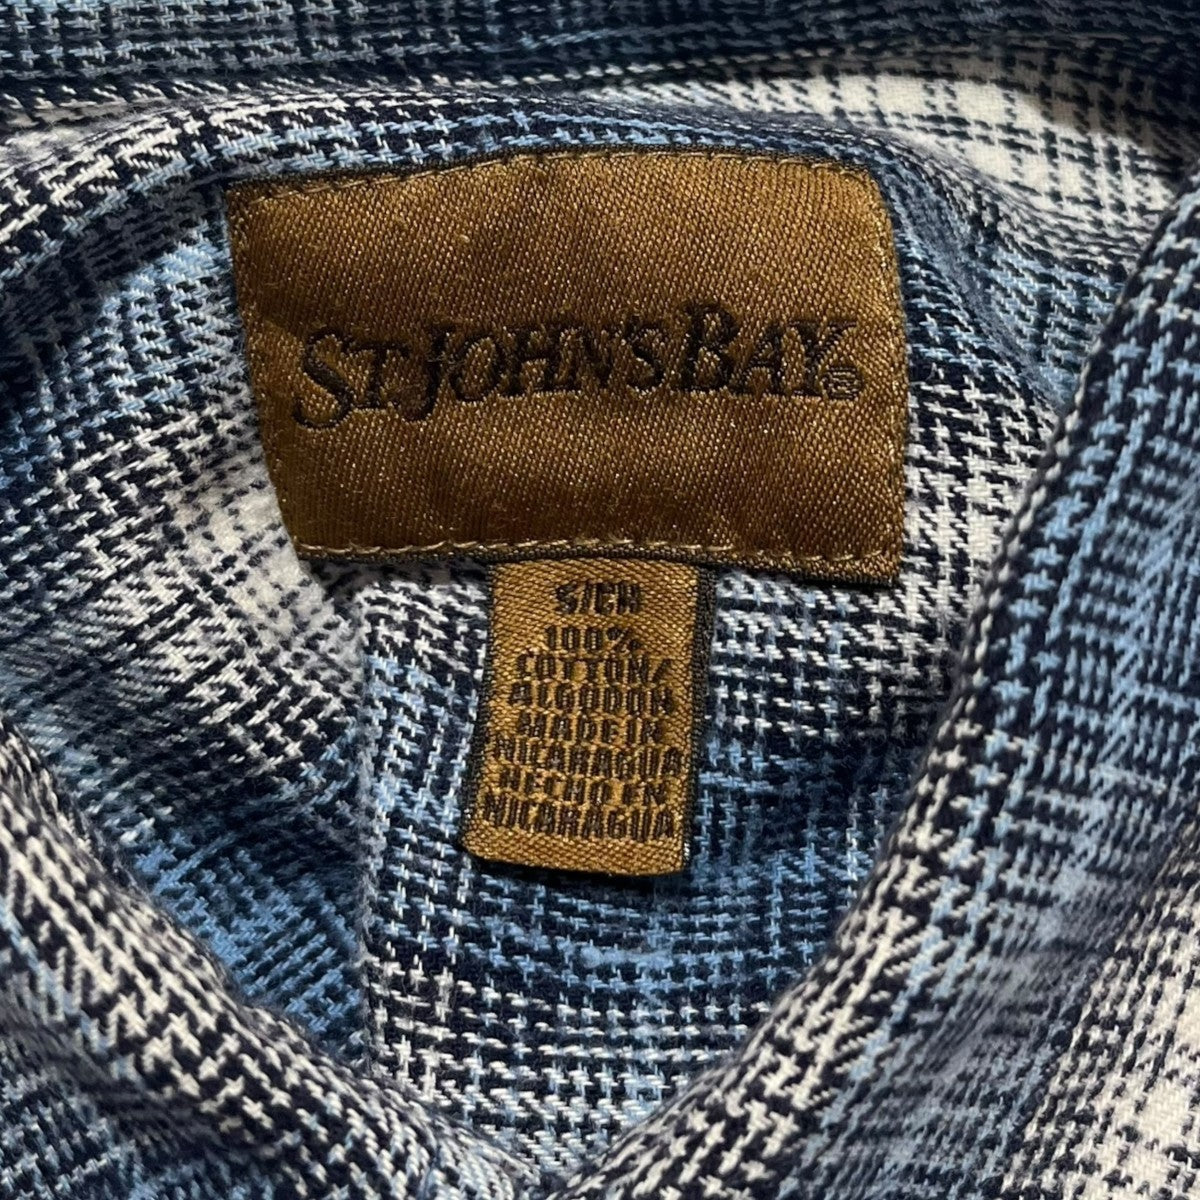 ST. JOHN'S BAY®
S/CH
100%
COTTON/
ALGODON
MADE IN
NICARAGUA
HECHO EN
NICARAGUA